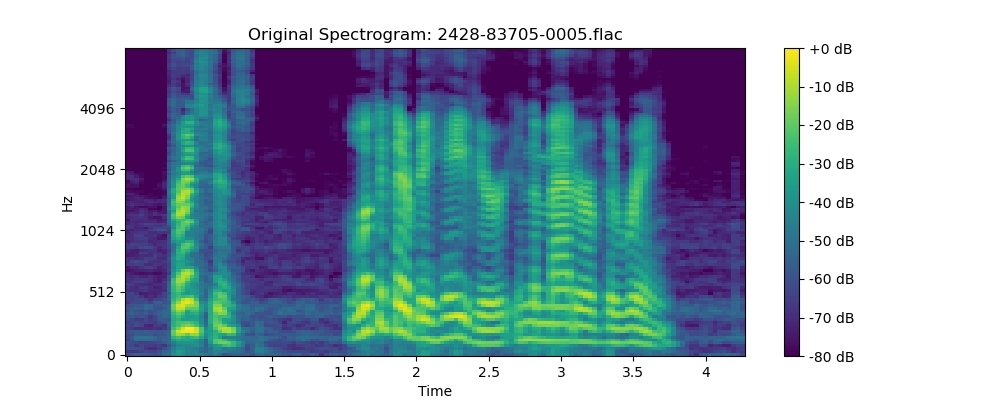 Original Spectrogram: 2428-83705-0005.flac
Hz
4096
2048
1024
512
0
0 0.5 1 1.5 2 2.5 3 3.5 4
Time
+0 dB
-10 dB
-20 dB
-30 dB
-40 dB
-50 dB
-60 dB
-70 dB
-80 dB